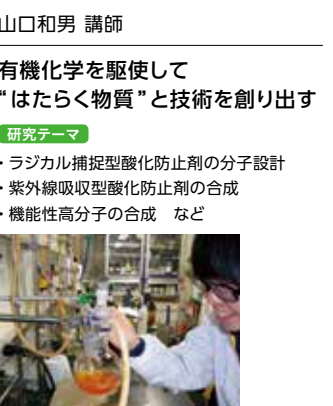 山口和男 講師
有機化学を駆使して
“はたらく物質”と技術を創り出す
研究テーマ
・ラジカル捕捉型酸化防止剤の分子設計
・紫外線吸収型酸化防止剤の合成
・機能性高分子の合成　など